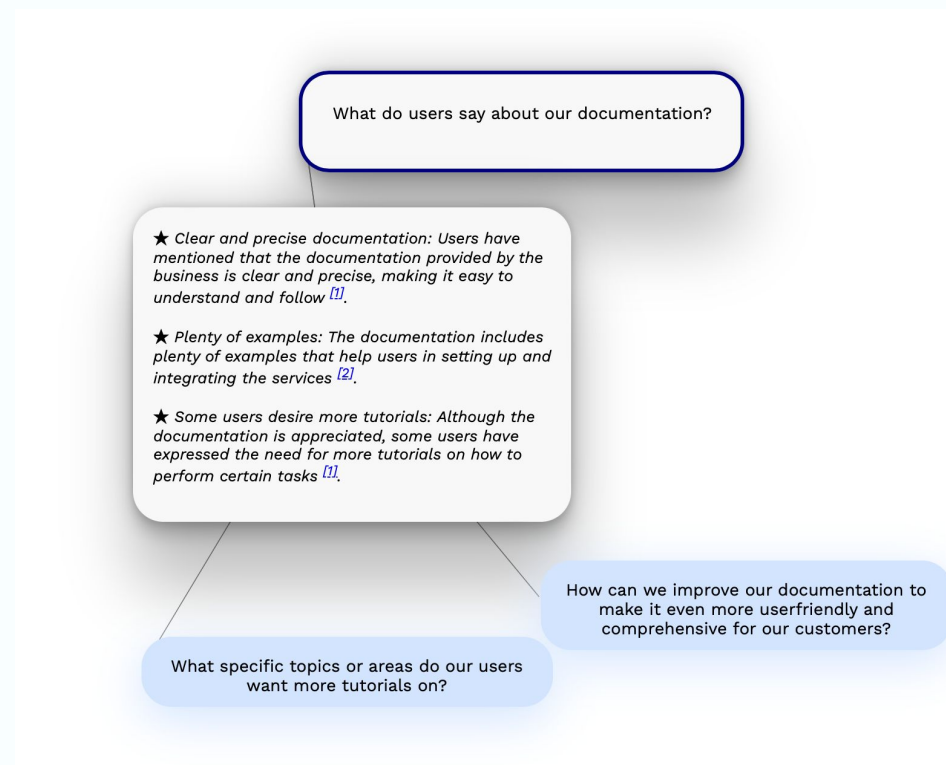 What do users say about our documentation?
★ Clear and precise documentation: Users have
mentioned that the documentation provided by the
business is clear and precise, making it easy to
understand and follow [1].
★ Plenty of examples: The documentation includes
plenty of examples that help users in setting up and
integrating the services [2].
★ Some users desire more tutorials: Although the
documentation is appreciated, some users have
expressed the need for more tutorials on how to
perform certain tasks [1].
How can we improve our documentation to
make it even more userfriendly and
comprehensive for our customers?
What specific topics or areas do our users
want more tutorials on?